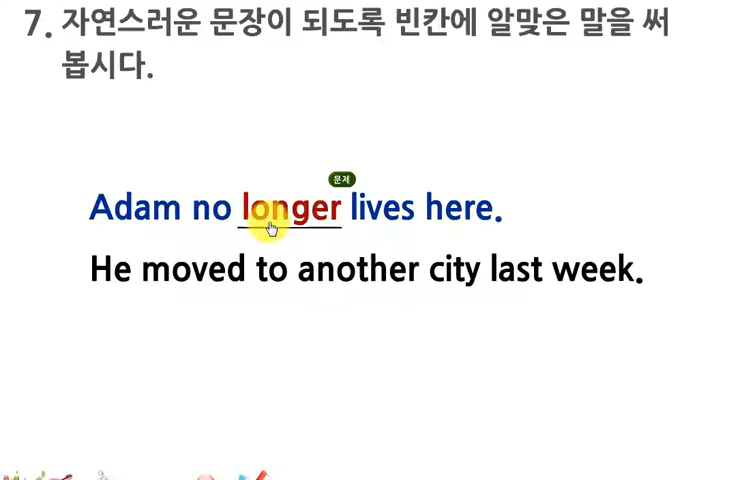 7. 자연스러운 문장이 되도록 빈칸에 알맞은 말을 써
봅시다.
문제
Adam no longer lives here.
He moved to another city last week.